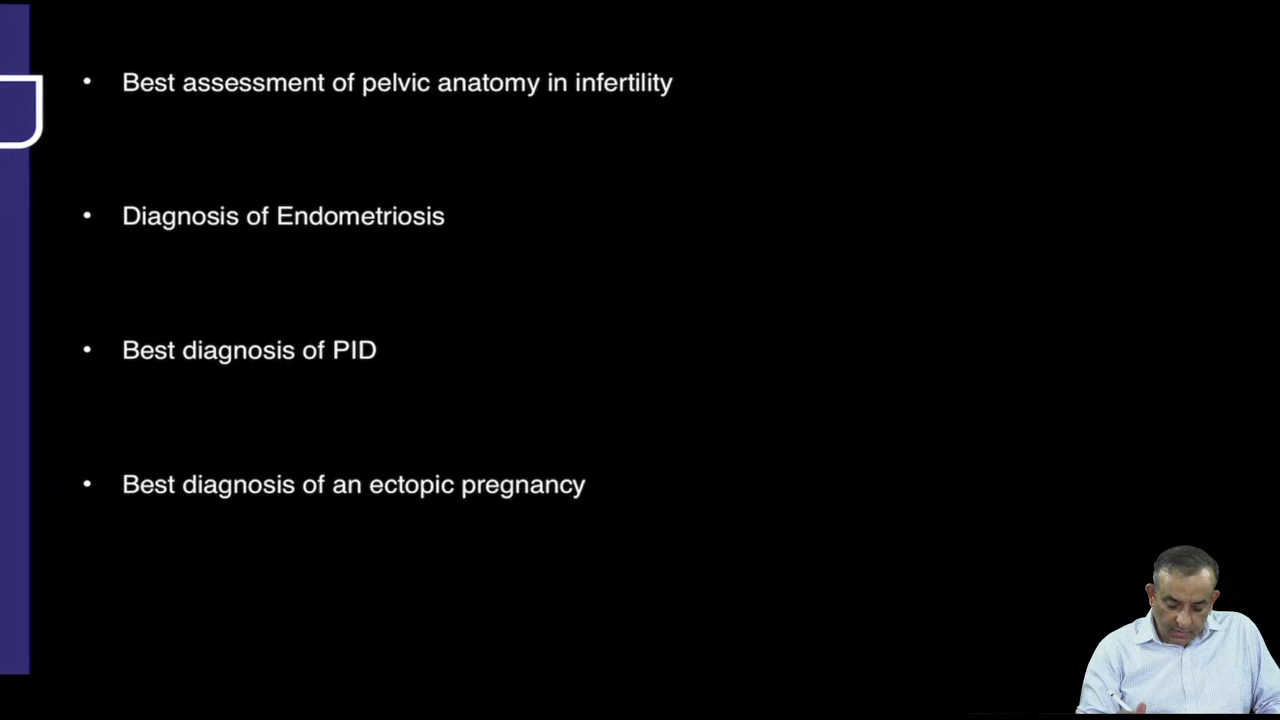 • Best assessment of pelvic anatomy in infertility
• Diagnosis of Endometriosis
• Best diagnosis of PID
• Best diagnosis of an ectopic pregnancy